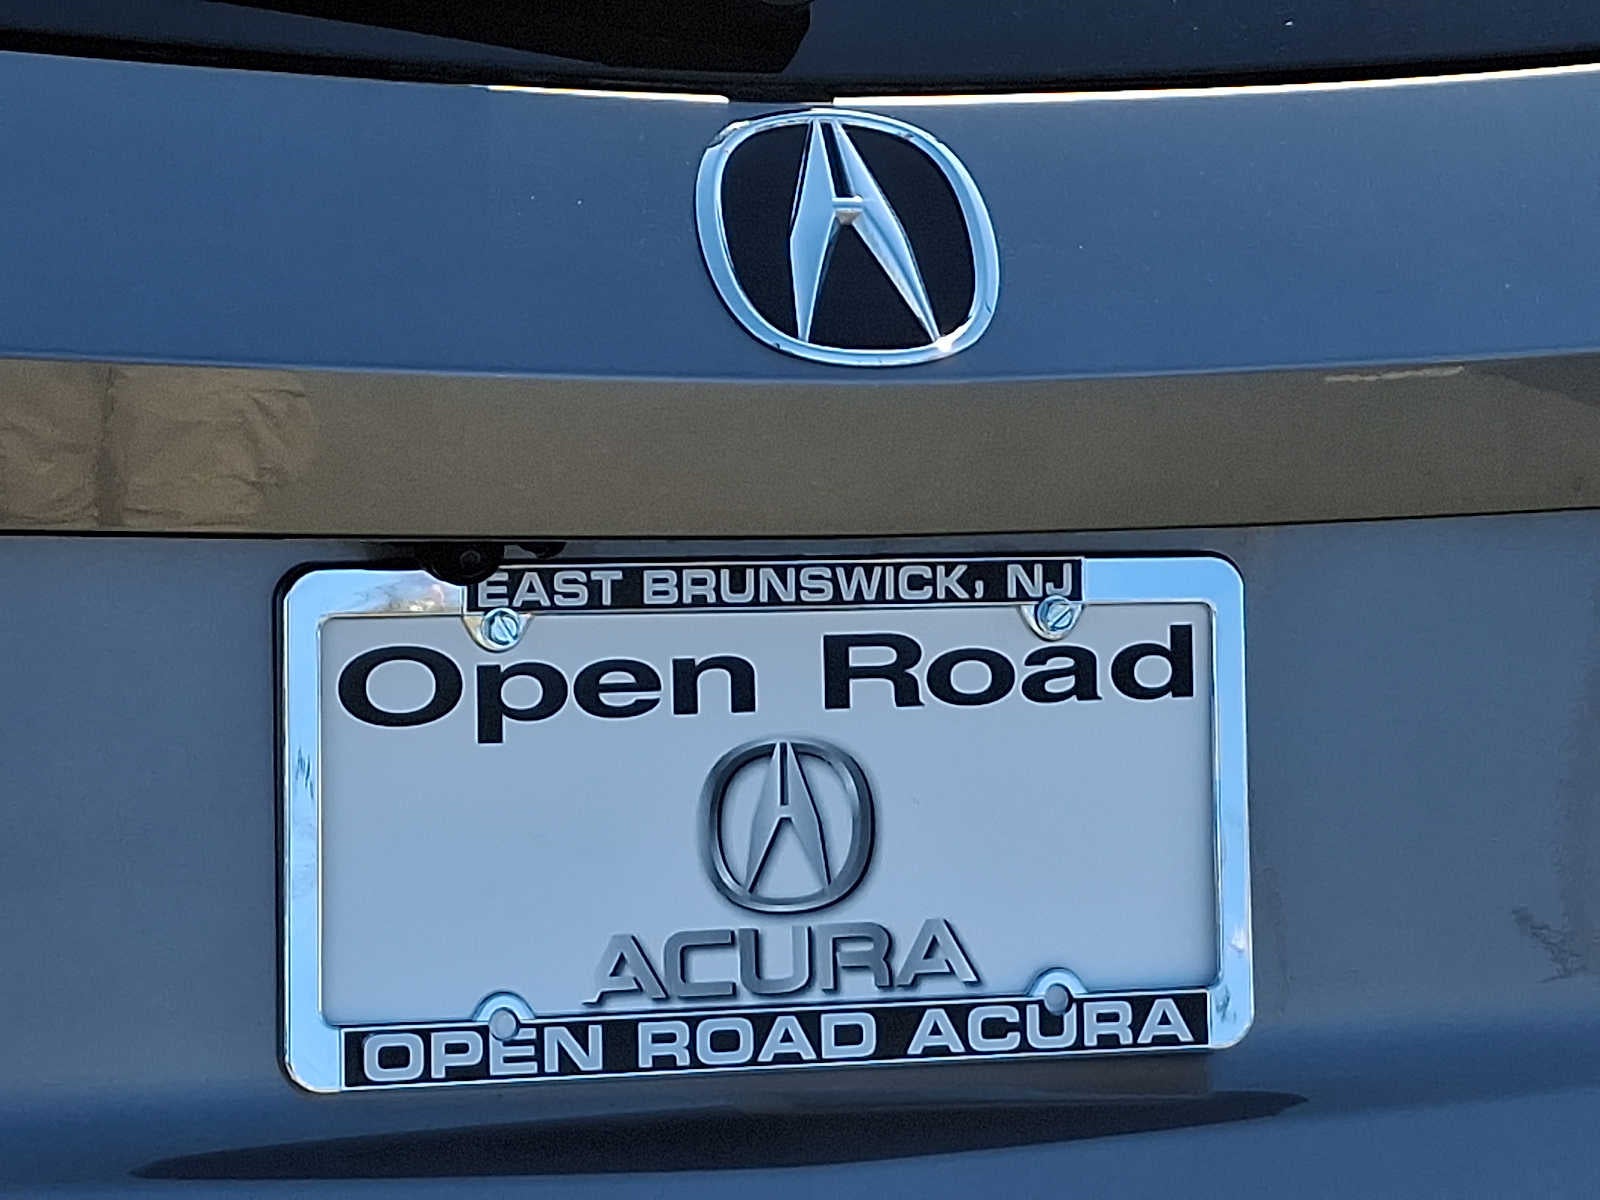 EAST BRUNSWICK, NJ
Open Road
ACURA
OPEN ROAD ACURA